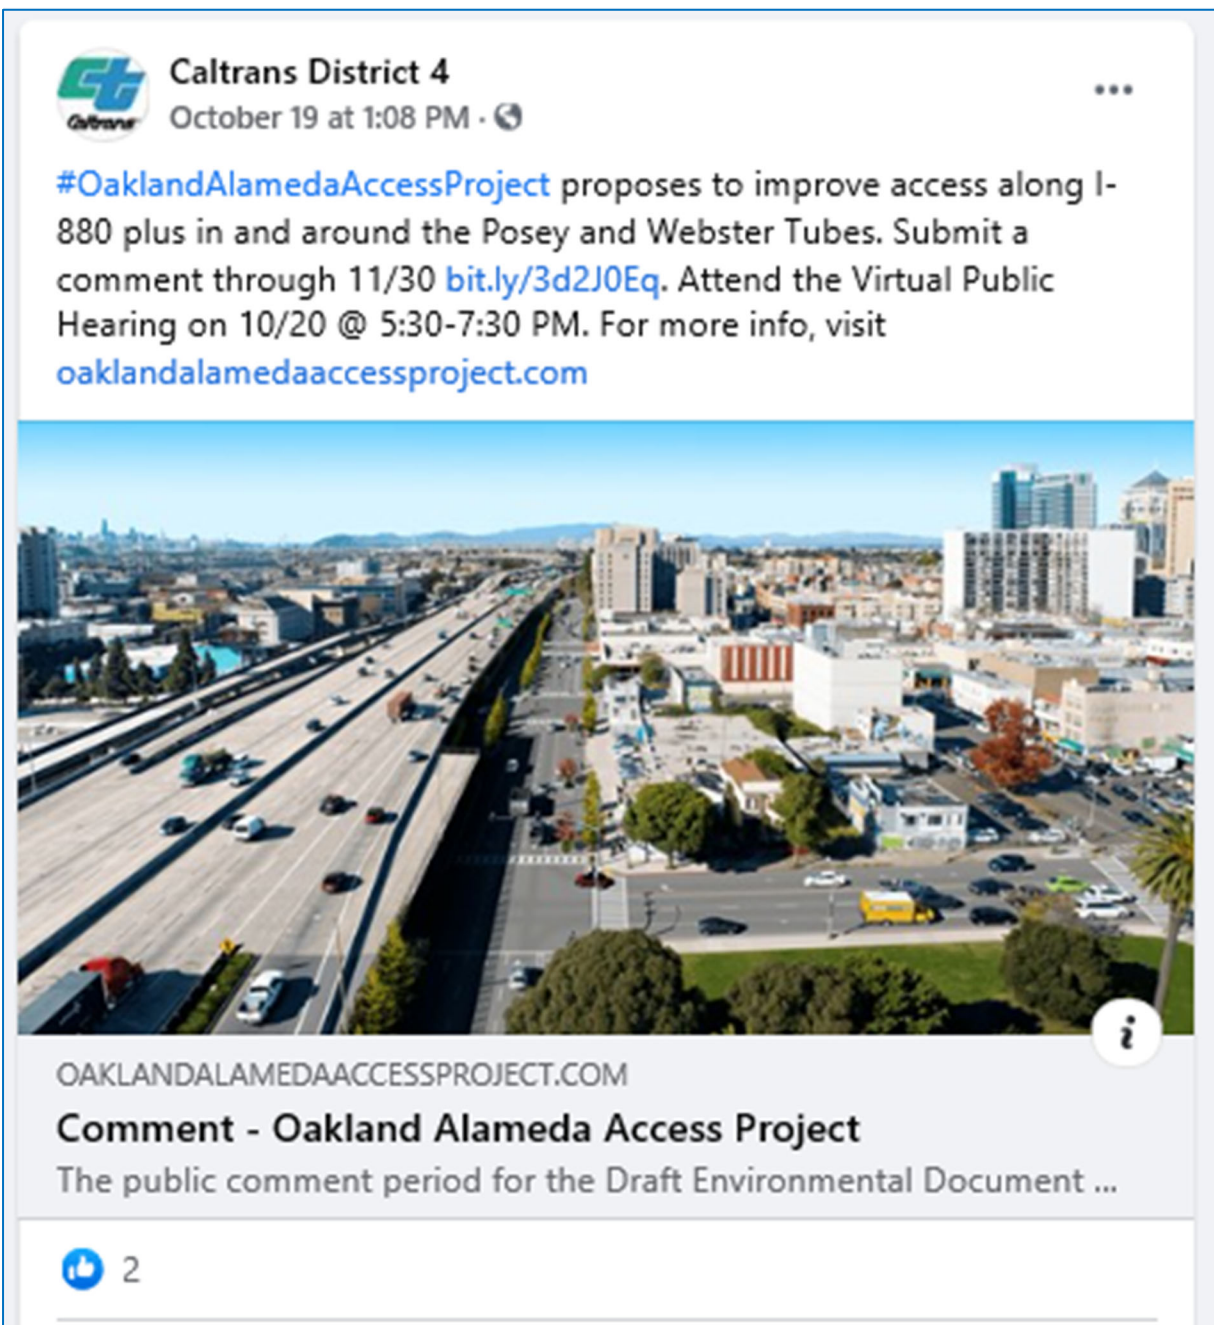 Caltrans District 4
October 19 at 1:08 PM ·
Caltrans
#OaklandAlamedaAccessProject proposes to improve access along I-
880 plus in and around the Posey and Webster Tubes. Submit a
comment through 11/30 bit.ly/3d2J0Eq. Attend the Virtual Public
Hearing on 10/20 @ 5:30-7:30 PM. For more info, visit
oaklandalamedaaccessproject.com
OAKLANDALAMEDAACCESSPROJECT.COM
Comment - Oakland Alameda Access Project
The public comment period for the Draft Environmental Document ...
2